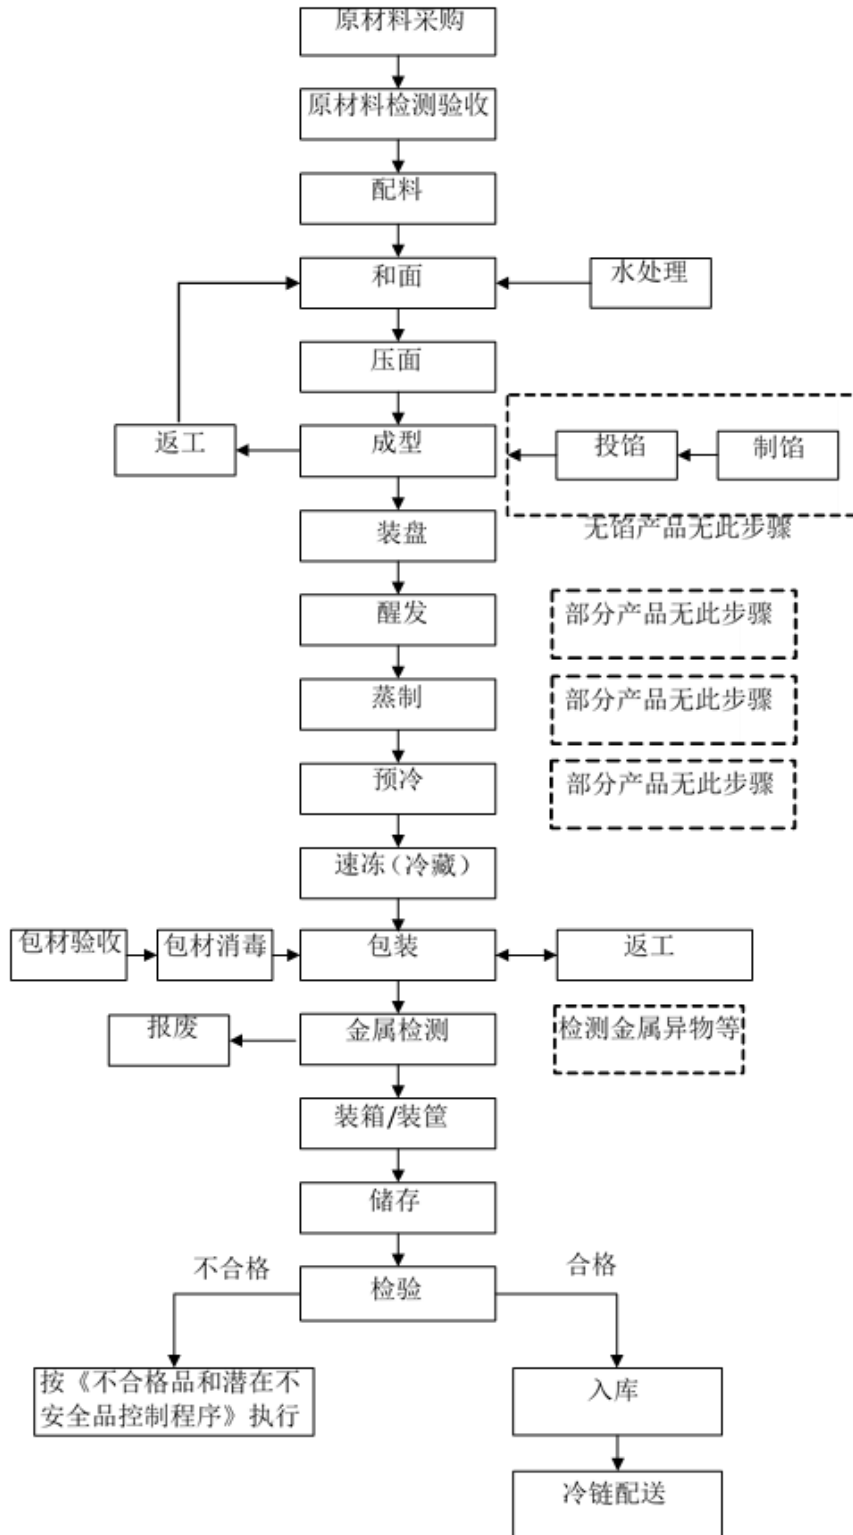 原材料采购
原材料检测验收
配料
和面
水处理
压面
返工
成型
投馅
制馅
无馅产品无此步骤
装盘
醒发
部分产品无此步骤
蒸制
部分产品无此步骤
预冷
部分产品无此步骤
速冻（冷藏）
包材验收
包材消毒
包装
返工
报废
金属检测
检测金属异物等
装箱/装筐
储存
不合格
检验
合格
按《不合格品和潜在不
安全品控制程序》执行
入库
冷链配送